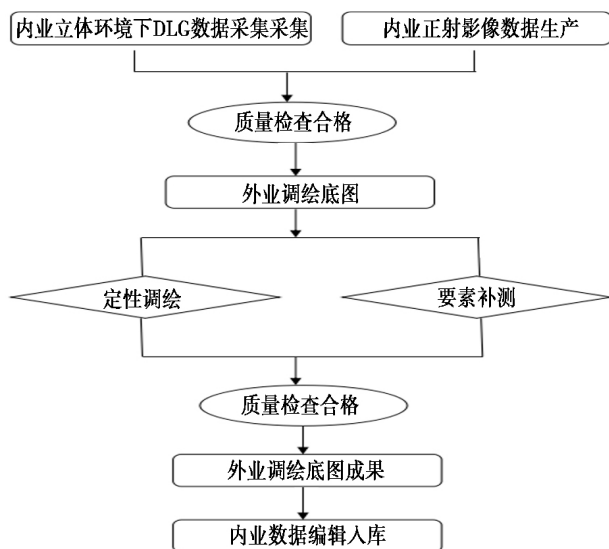 内业立体环境下DLG数据采集采集
内业正射影像数据生产
质量检查合格
外业调绘底图
定性调绘
要素补测
质量检查合格
外业调绘底图成果
内业数据编辑入库